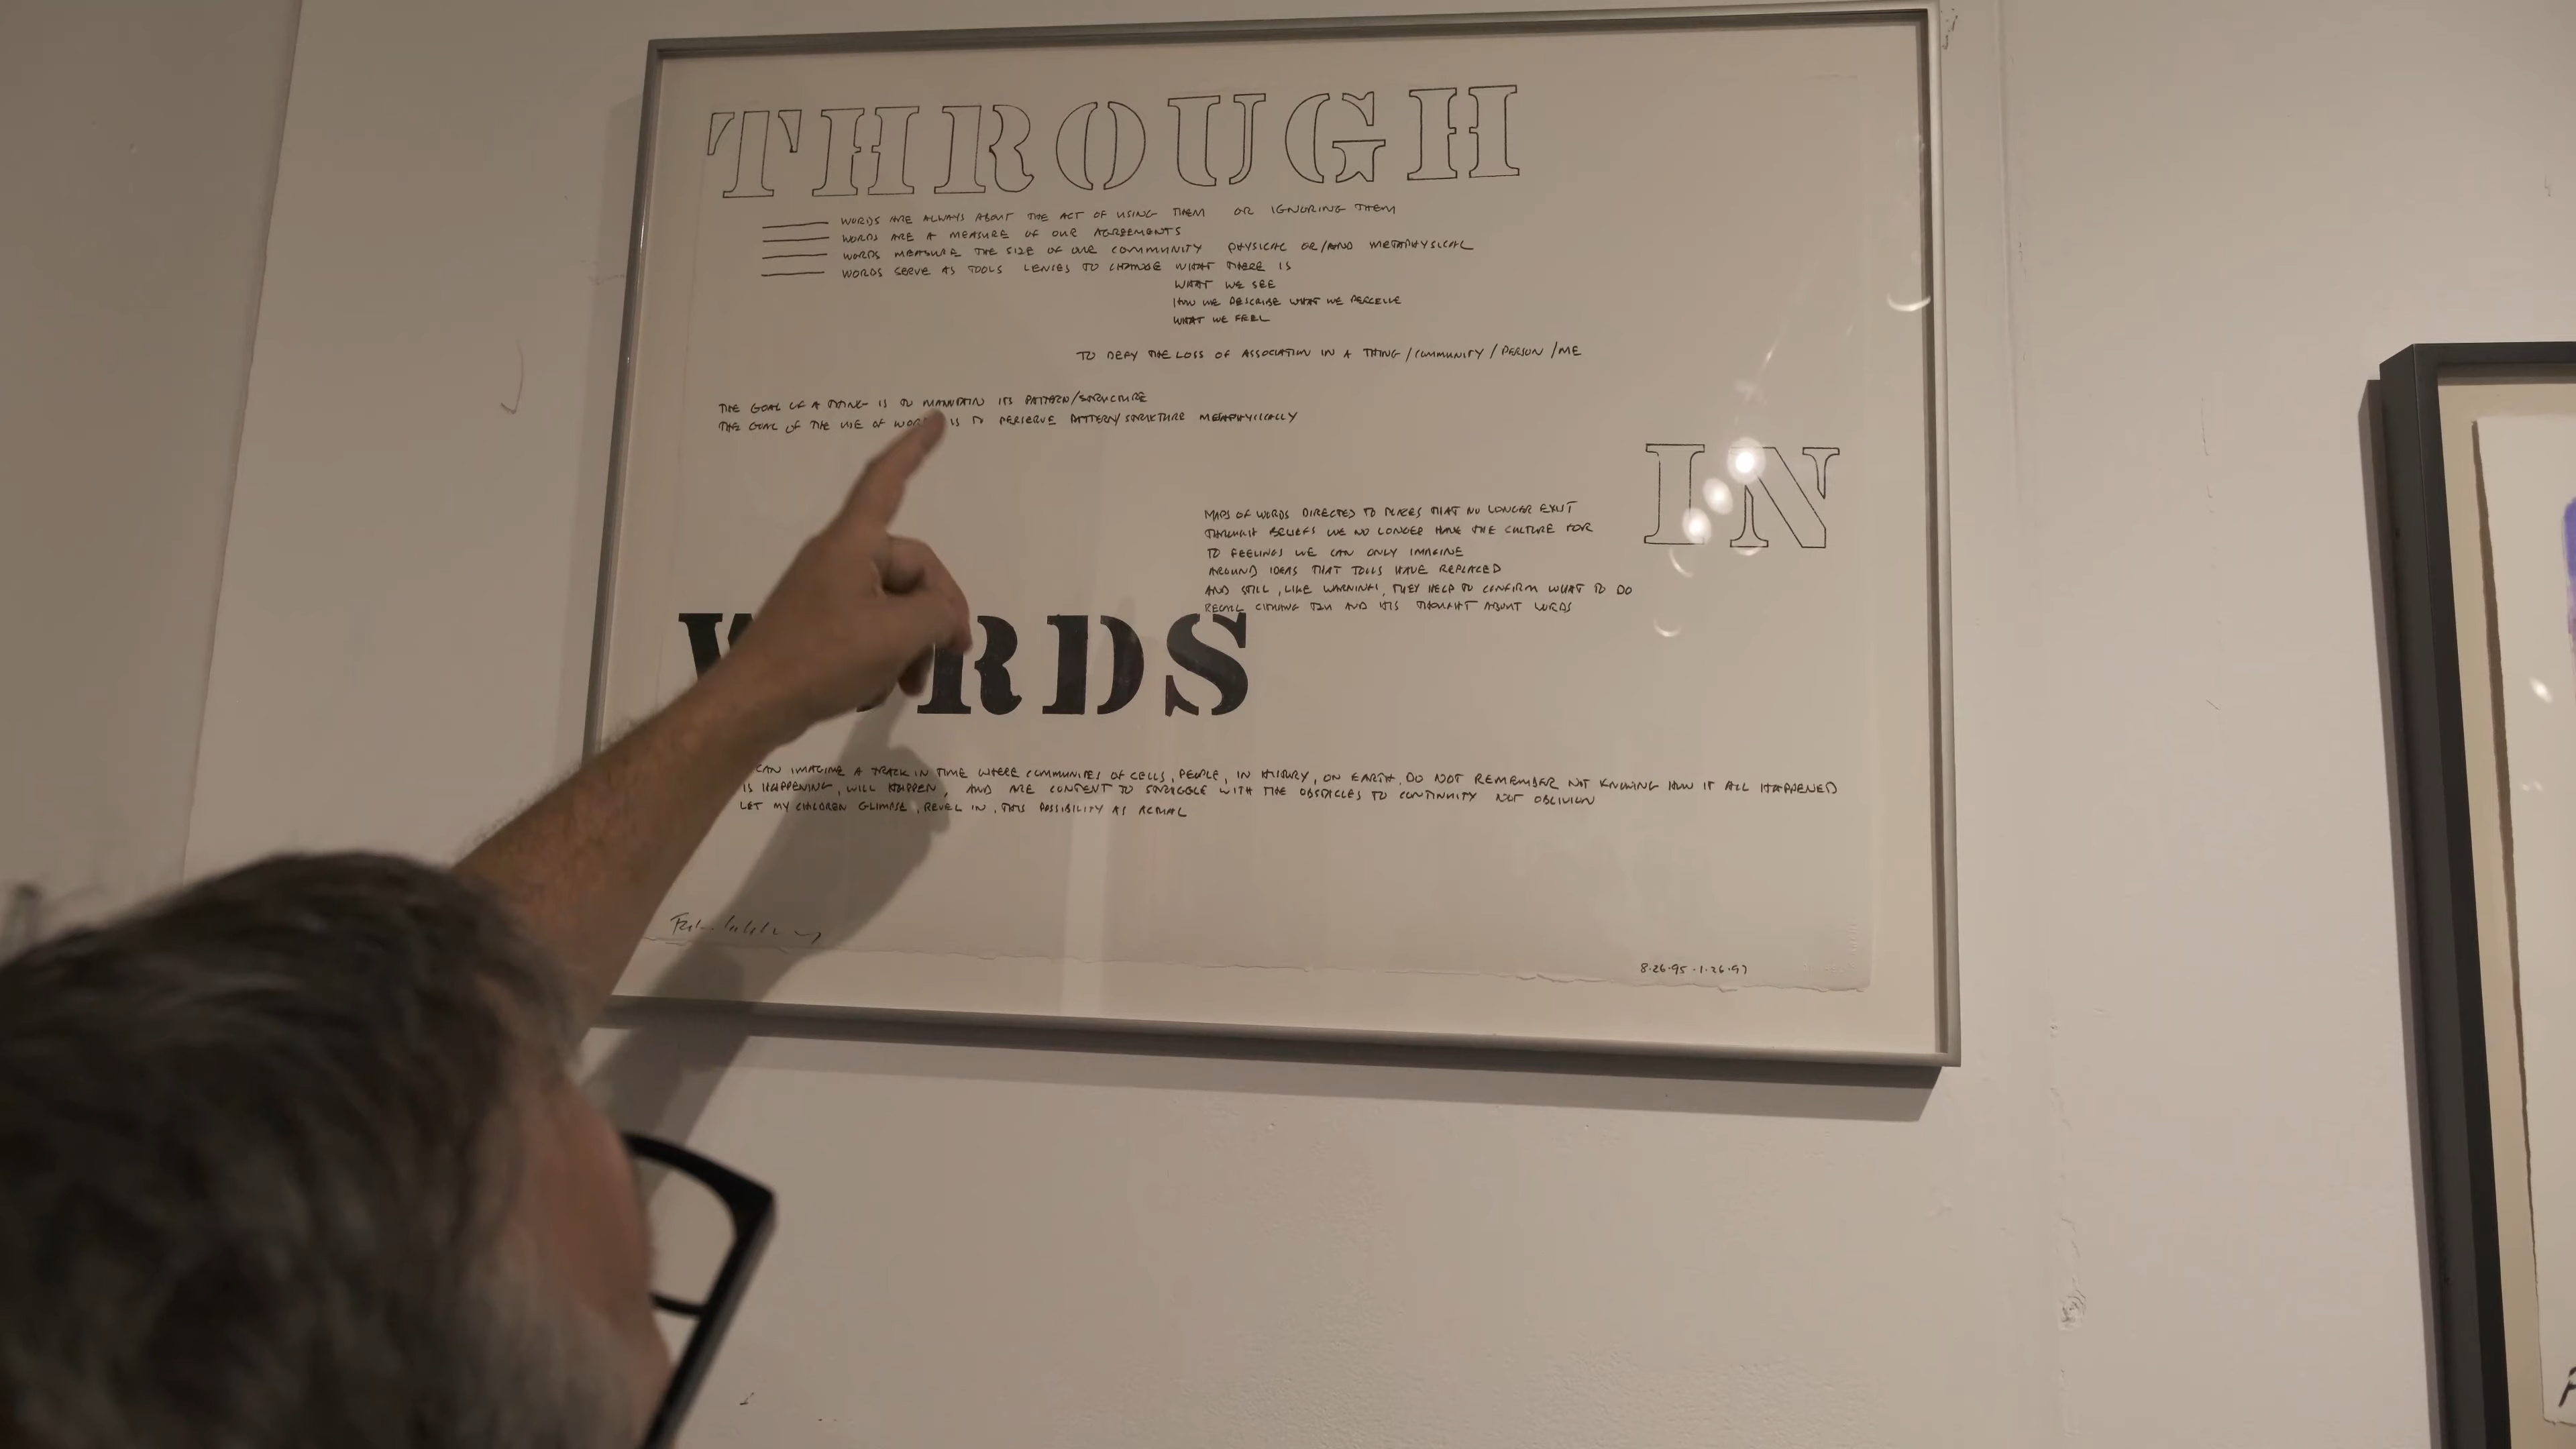 THROUGH
WORDS ARE ALWAYS ABOUT THE ACT OF USING THEM OR IGNORING THEM
WORDS ARE A MEASURE OF OUR AGREEMENTS
WORDS MEASURE THE SIZE OF OUR COMMUNITY PHYSICAL OR/AND METAPHYSICAL
WORDS SERVE AS TOOLS LENSES TO CHANGE WHAT THERE IS
WHAT WE SEE
HOW WE DESCRIBE WHAT WE PERCEIVE
WHAT WE FEEL
TO DEFY THE LOSS OF ASSOCIATION IN A THING/COMMUNITY/PERSON/ME
THE GOAL OF A THING IS TO MAINTAIN ITS PATTERN/STRUCTURE
THE GOAL OF THE USE OF IS TO PRESERVE PATTERN/STRUCTURE METAPHYSICALLY
IN
MAPS OF WORDS DIRECTED TO PLACES THAT NO LONGER EXIST
THROUGH BELIEFS WE NO LONGER HAVE THE CULTURE FOR
TO FEELINGS WE CAN ONLY IMAGINE
AROUND IDEAS THAT TOOLS HAVE REPLACED
AND STILL, LIKE WARNINGS, THEY HELP TO CONFIRM WHAT TO DO
RECALL AND HIS THOUGHT ABOUT WORDS
W RDS
CAN IMAGINE A TRACK IN TIME WHERE COMMUNITIES OF CELLS, PEOPLE, IN HISTORY, ON EARTH, DO NOT REMEMBER NOT KNOWING HOW IT ALL HAPPENED
IS HAPPENING, WILL HAPPEN, AND ARE CONTENT TO STRUGGLE WITH THE OBSTACLES TO CONTINUITY NOT OBLIVION
LET MY CHILDREN GLIMPSE, REVEL IN, THIS POSSIBILITY AS ACTUAL
8·26·95 - 1·26·97